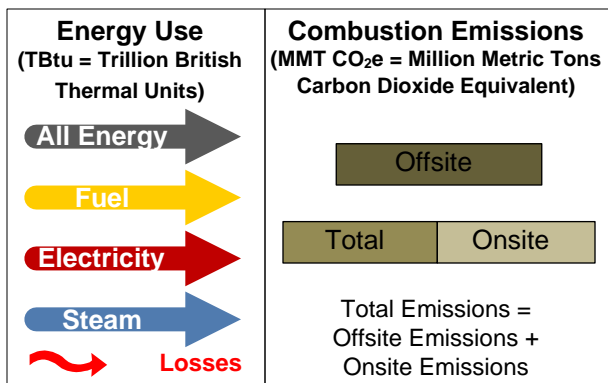 Energy Use
(TBtu = Trillion British
Thermal Units)
All Energy
Fuel
Electricity
Steam
Losses
Combustion Emissions
(MMT CO₂e = Million Metric Tons
Carbon Dioxide Equivalent)
Offsite
Total Onsite
Total Emissions =
Offsite Emissions +
Onsite Emissions